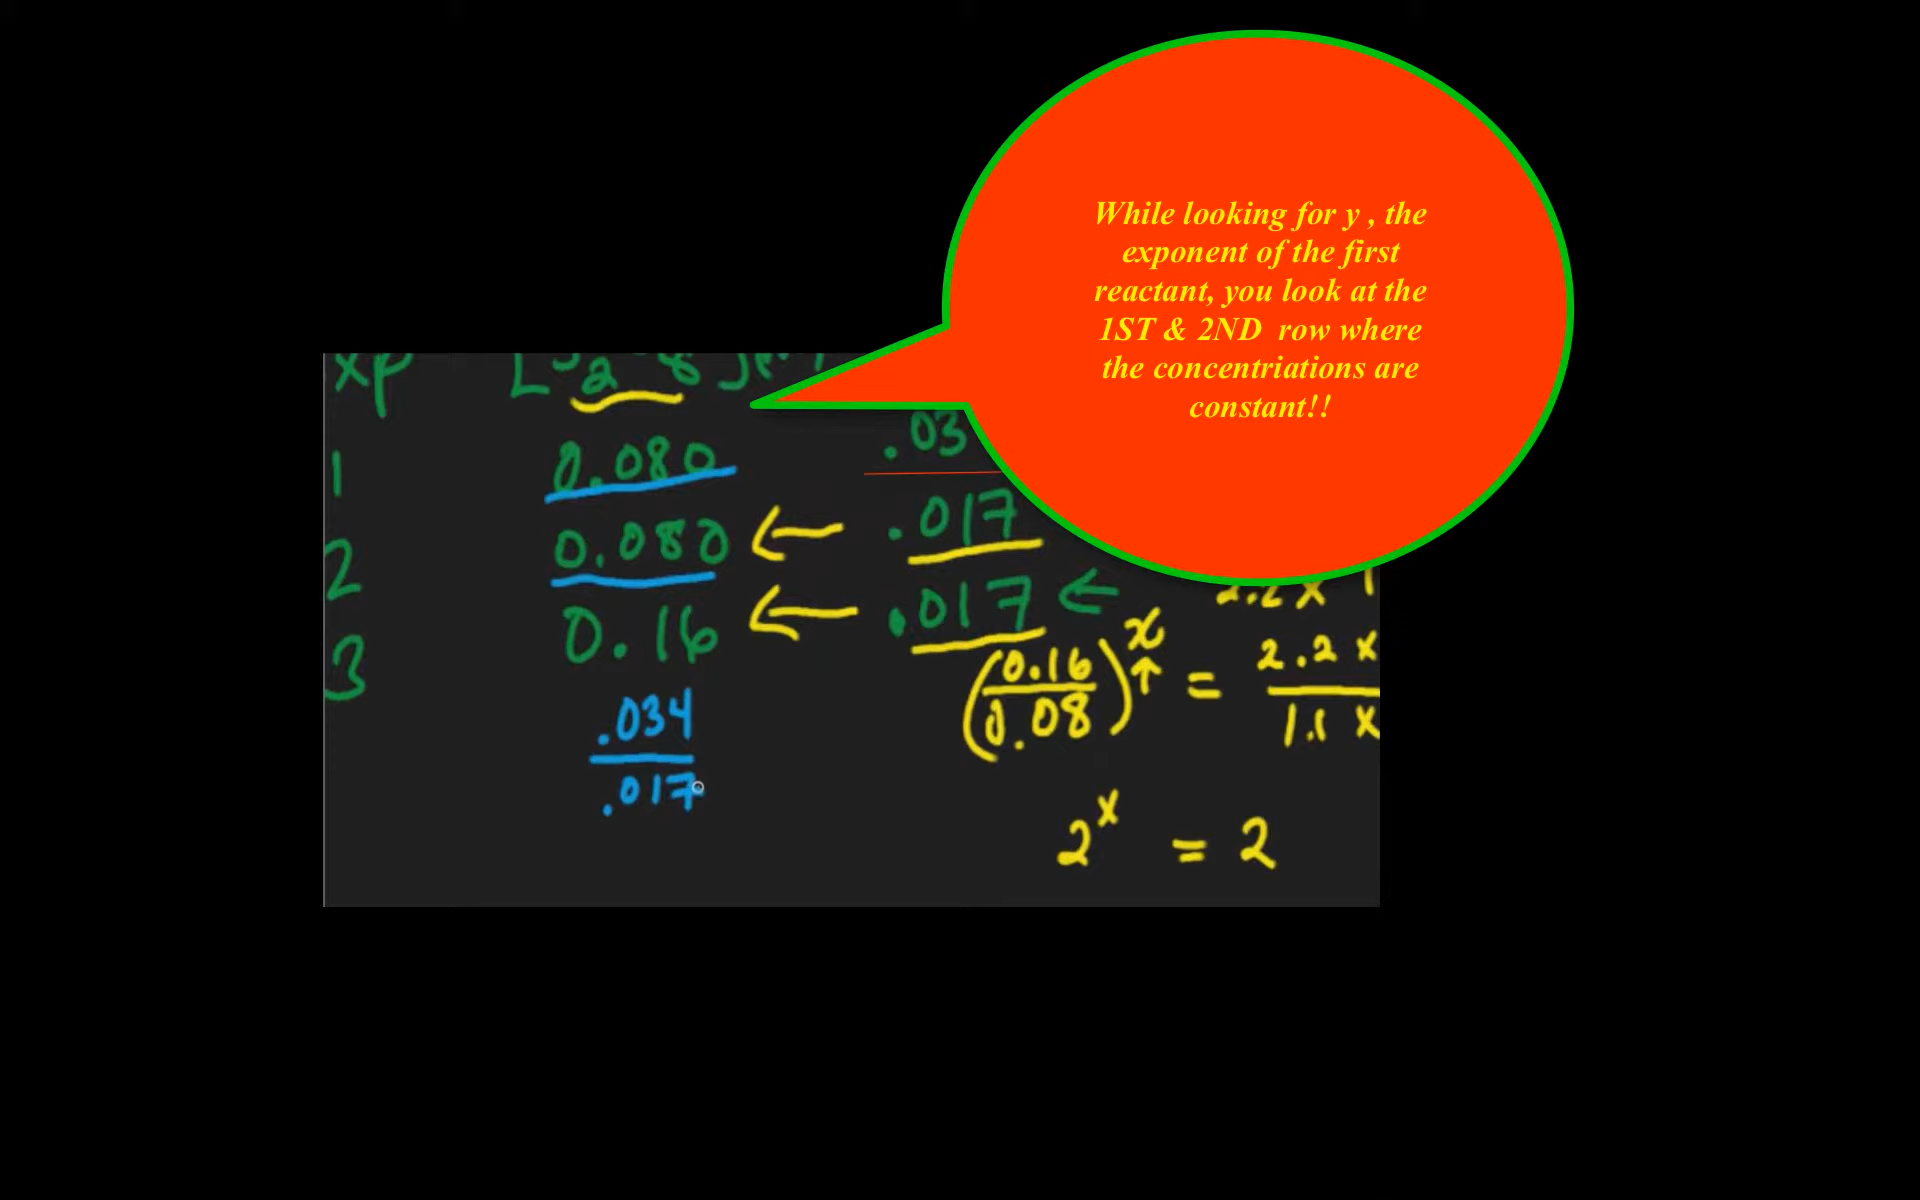 While looking for y , the
exponent of the first
reactant, you look at the
1ST & 2ND  row where
the concentriations are
constant!!
xp
1 0.080 .03
2 0.080 ← .017
3 0.16 ← .017 ←
(0.16/0.08)^x = 2.2 x / 1.1 x
.034
.017
2^x = 2